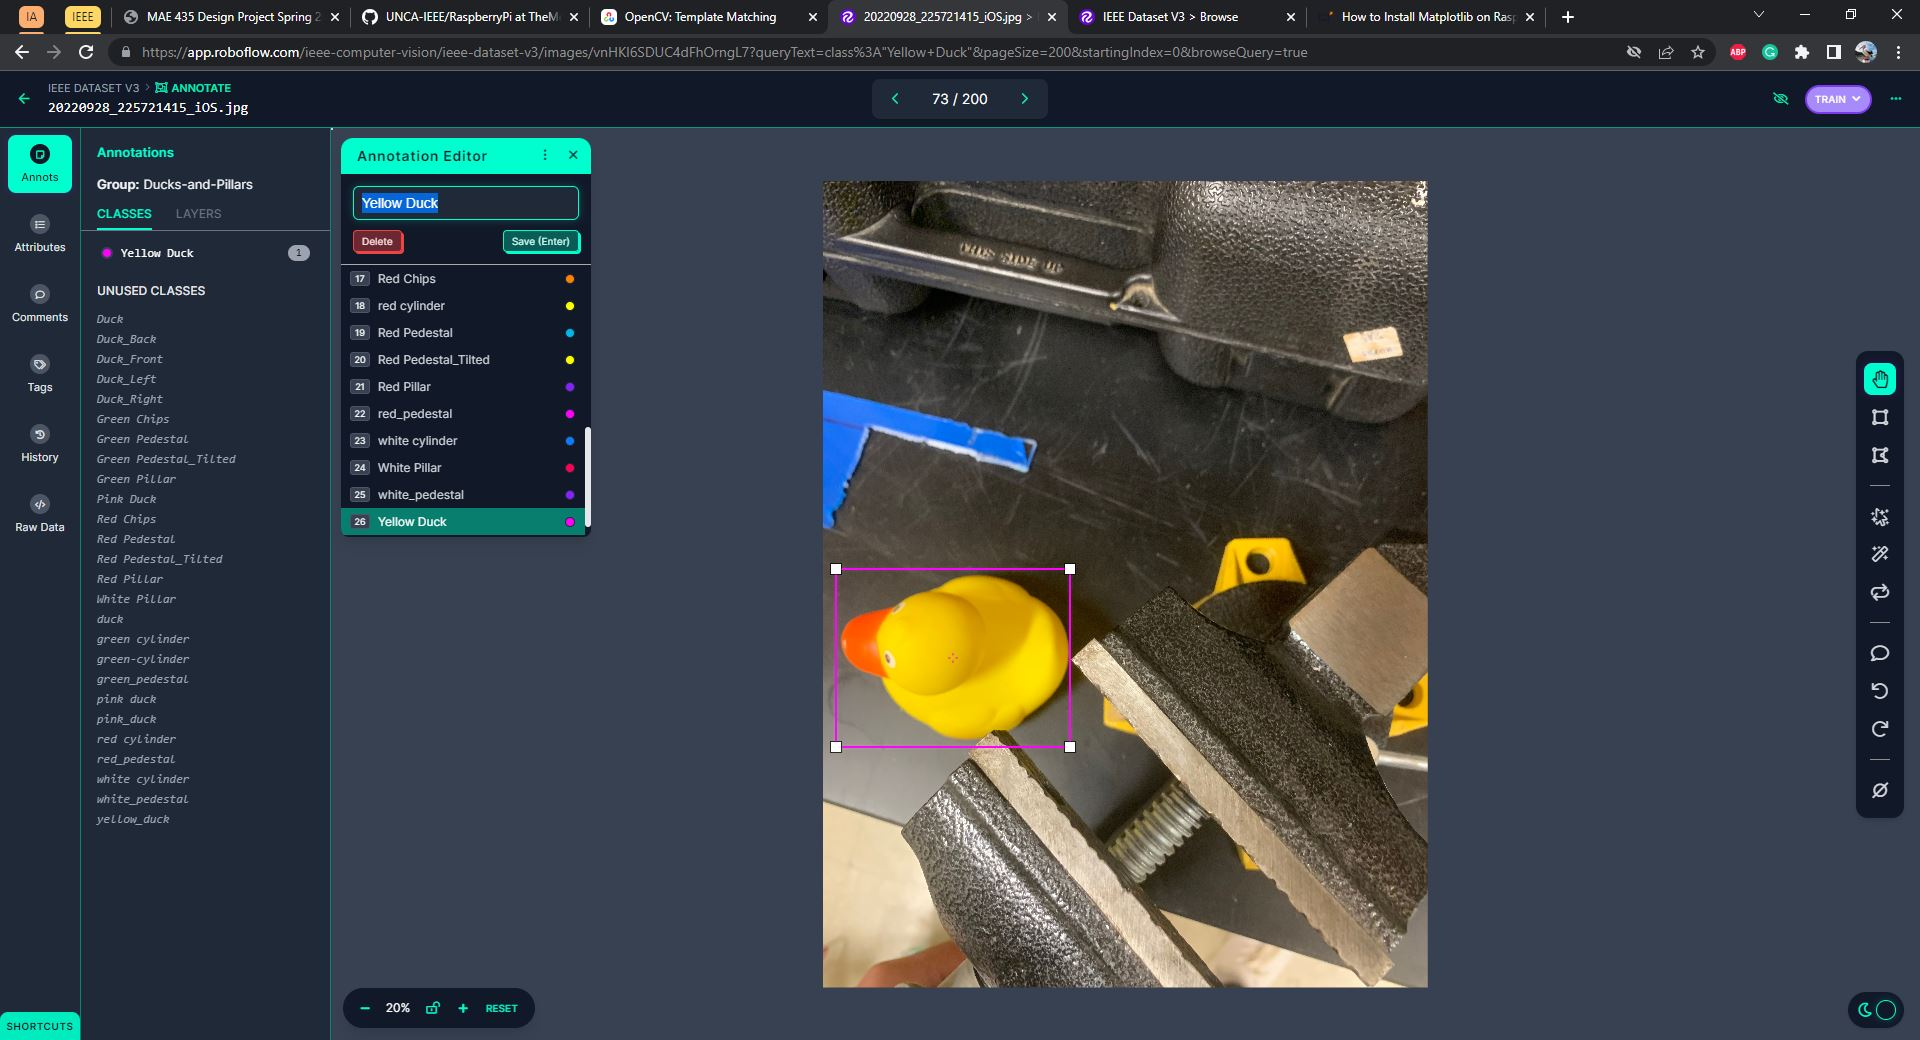 IA
IEEE
MAE 435 Design Project Spring 2
UNCA-IEEE/RaspberryPi at TheM
OpenCV: Template Matching
20220928_225721415_iOS.jpg >
IEEE Dataset V3 > Browse
How to Install Matplotlib on Rasp
https://app.roboflow.com/ieee-computer-vision/ieee-dataset-v3/images/vnHKl6SDUC4dFhOrngL7?queryText=class%3A"Yellow+Duck"&pageSize=200&startingIndex=0&browseQuery=true
ABP
IEEE DATASET V3 > ANNOTATE
20220928_225721415_iOS.jpg
73 / 200
TRAIN
Annots
Attributes
Comments
Tags
History
Raw Data
SHORTCUTS
Annotations
Group: Ducks-and-Pillars
CLASSES LAYERS
Yellow Duck 1
UNUSED CLASSES
Duck
Duck_Back
Duck_Front
Duck_Left
Duck_Right
Green Chips
Green Pedestal
Green Pedestal_Tilted
Green Pillar
Pink Duck
Red Chips
Red Pedestal
Red Pedestal_Tilted
Red Pillar
White Pillar
duck
green cylinder
green-cylinder
green_pedestal
pink duck
pink_duck
red cylinder
red_pedestal
white cylinder
white_pedestal
yellow_duck
Annotation Editor
Yellow Duck
Delete Save (Enter)
17 Red Chips
18 red cylinder
19 Red Pedestal
20 Red Pedestal_Tilted
21 Red Pillar
22 red_pedestal
23 white cylinder
24 White Pillar
25 white_pedestal
26 Yellow Duck
THIS SIDE UP
20% RESET